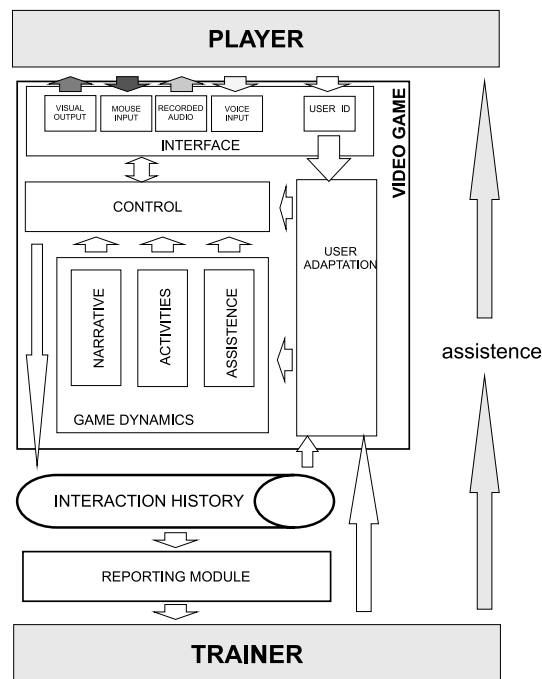 PLAYER
VISUAL
OUTPUT
MOUSE
INPUT
RECORDED
AUDIO
VOICE
INPUT
USER ID
INTERFACE
VIDEO GAME
CONTROL
USER
ADAPTATION
NARRATIVE
ACTIVITIES
ASSISTENCE
GAME DYNAMICS
assistence
INTERACTION HISTORY
REPORTING MODULE
TRAINER